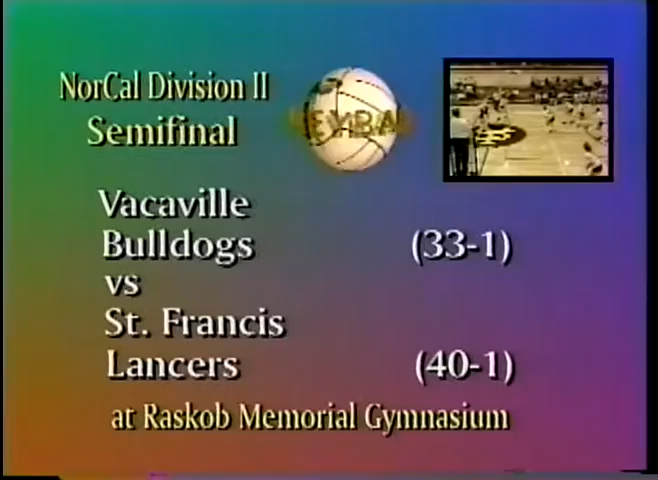 NorCal Division II
Semifinal
Vacaville
Bulldogs (33-1)
vs
St. Francis
Lancers (40-1)
at Raskob Memorial Gymnasium